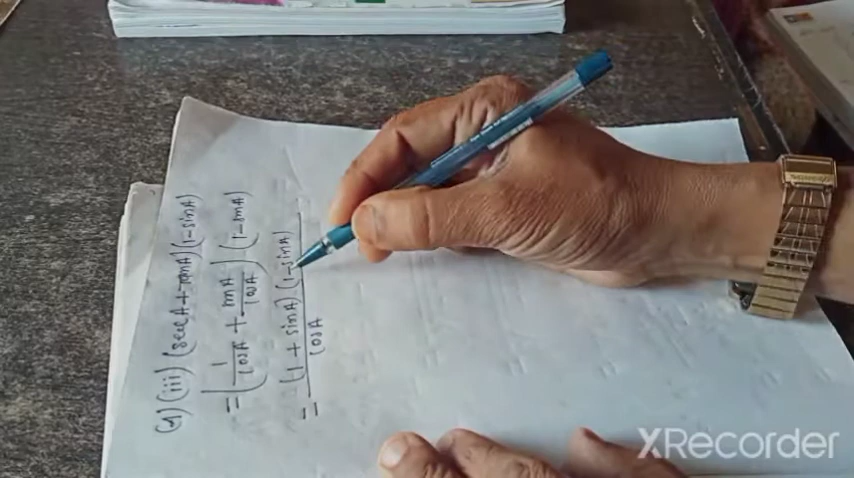 (4) (iii) (secA + tanA) (1-sinA)
= (1/cosA + sinA/cosA) (1-sinA)
= (1 + sinA) (1-sinA) / cosA
XRecorder